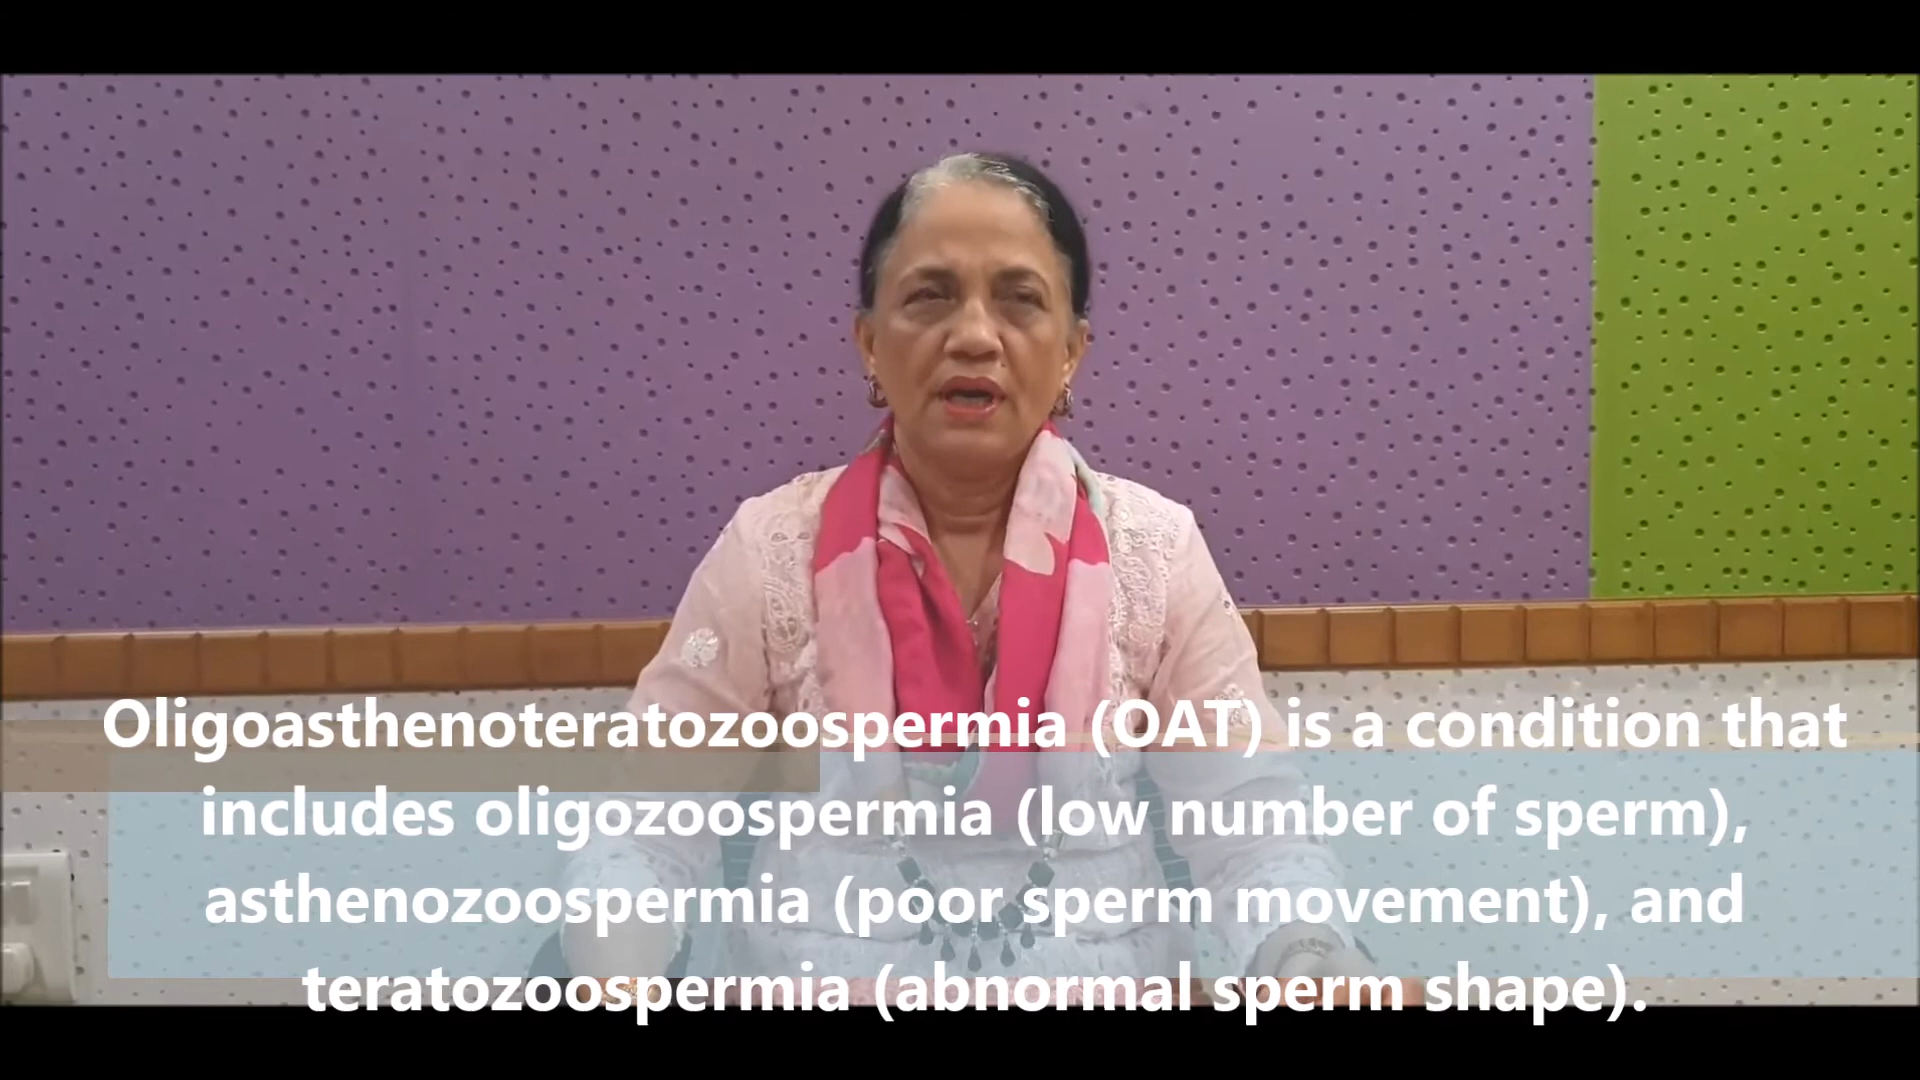 Oligoasthenoteratozoospermia (OAT) is a condition that
includes oligozoospermia (low number of sperm),
asthenozoospermia (poor sperm movement), and
teratozoospermia (abnormal sperm shape).